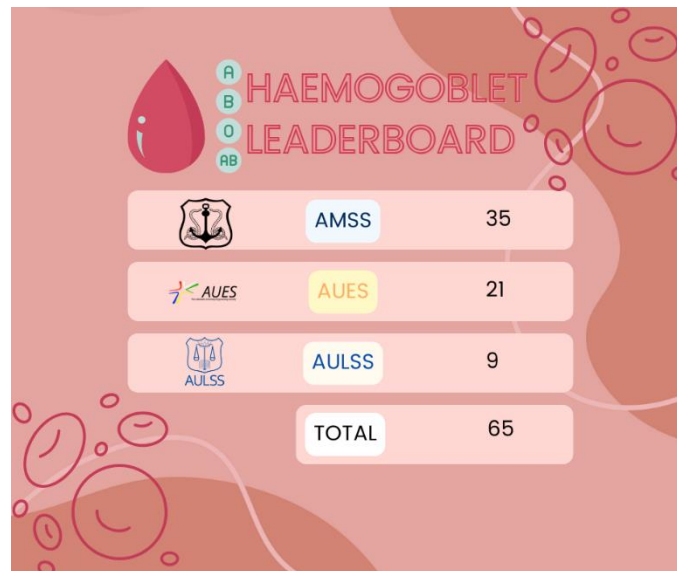 A
B
O
AB
HAEMOGOBLET
LEADERBOARD
AMSS 35
AUES AUES 21
AULSS AULSS 9
TOTAL 65